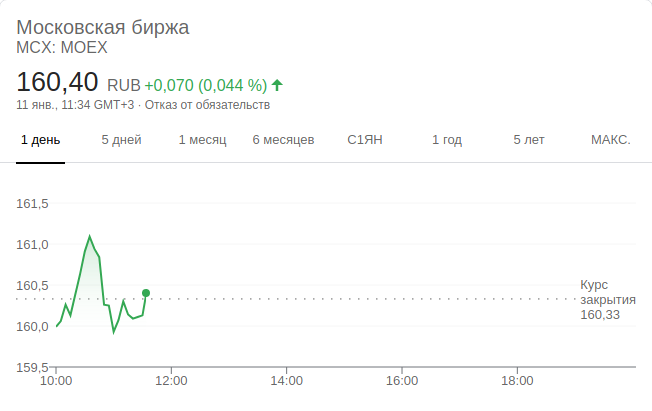 Московская биржа
MCX: MOEX
160,40 RUB +0,070 (0,044 %)
11 янв., 11:34 GMT+3 · Отказ от обязательств
1 день 5 дней 1 месяц 6 месяцев С1ЯН 1 год 5 лет МАКС.
161,5
161,0
160,5
160,0
159,5
Курс
закрытия
160,33
10:00 12:00 14:00 16:00 18:00